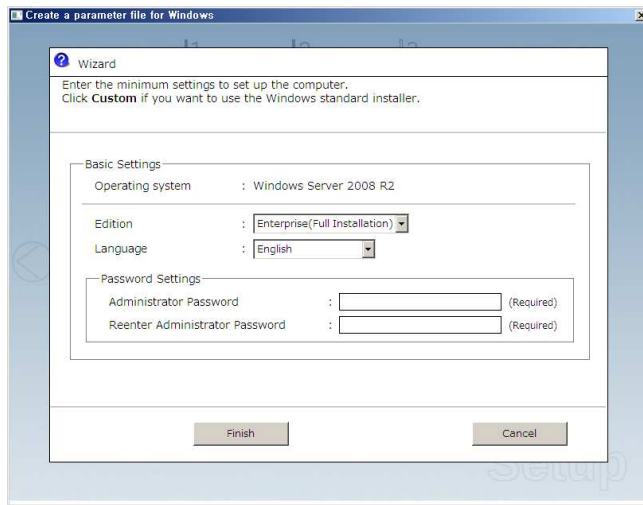 Create a parameter file for Windows
Wizard
Enter the minimum settings to set up the computer.
Click Custom if you want to use the Windows standard installer.
Basic Settings
Operating system : Windows Server 2008 R2
Edition : Enterprise(Full Installation)
Language : English
Password Settings
Administrator Password : (Required)
Reenter Administrator Password : (Required)
Finish Cancel
Setup